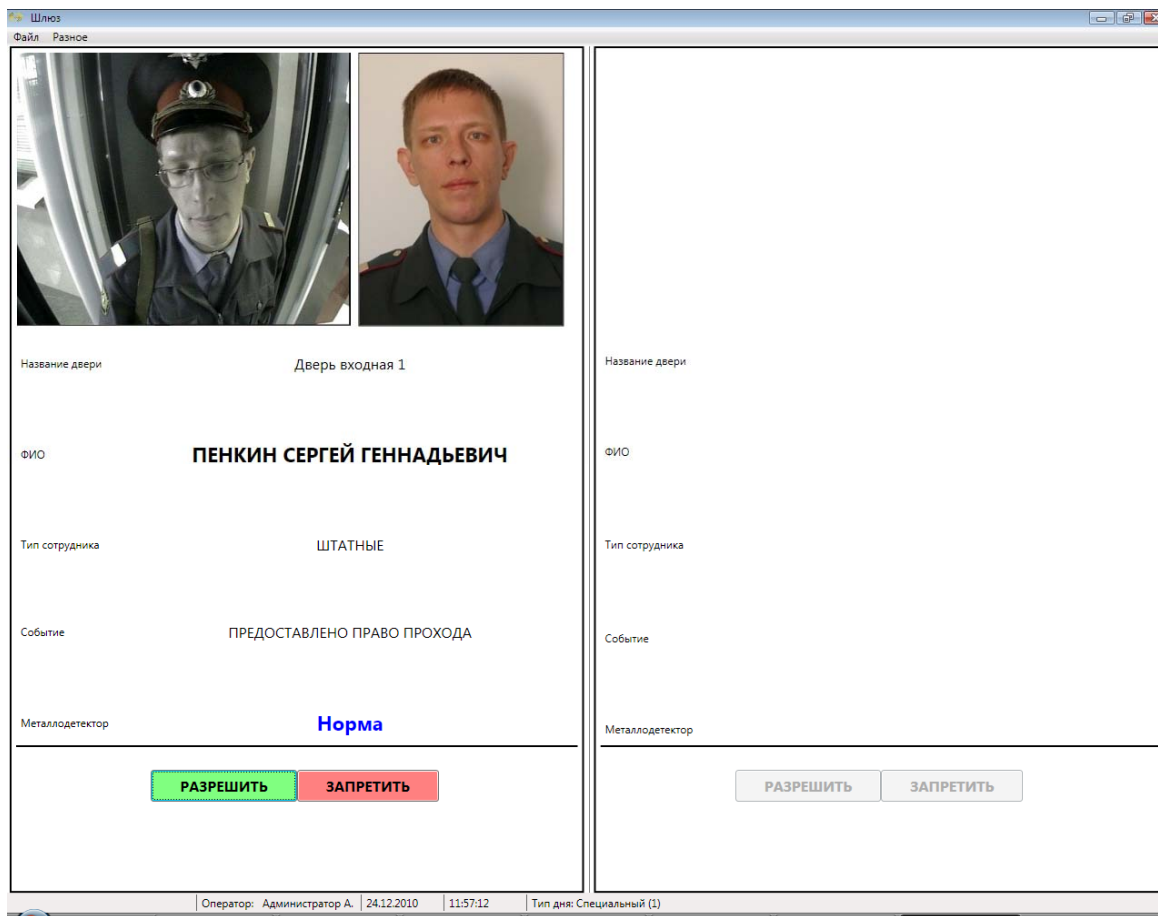 Шлюз
Файл Разное
Название двери Дверь входная 1
ФИО ПЕНКИН СЕРГЕЙ ГЕННАДЬЕВИЧ
Тип сотрудника ШТАТНЫЕ
Событие ПРЕДОСТАВЛЕНО ПРАВО ПРОХОДА
Металлодетектор Норма
РАЗРЕШИТЬ ЗАПРЕТИТЬ
Название двери
ФИО
Тип сотрудника
Событие
Металлодетектор
РАЗРЕШИТЬ ЗАПРЕТИТЬ
Оператор: Администратор А. 24.12.2010 11:57:12 Тип дня: Специальный (1)